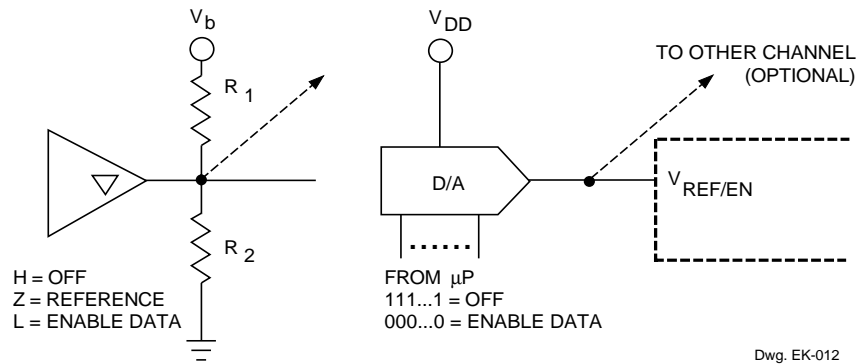 V b
R 1
R 2
H = OFF
Z = REFERENCE
L = ENABLE DATA
V DD
D/A
FROM µP
111...1 = OFF
000...0 = ENABLE DATA
TO OTHER CHANNEL
(OPTIONAL)
V REF/EN
Dwg. EK-012